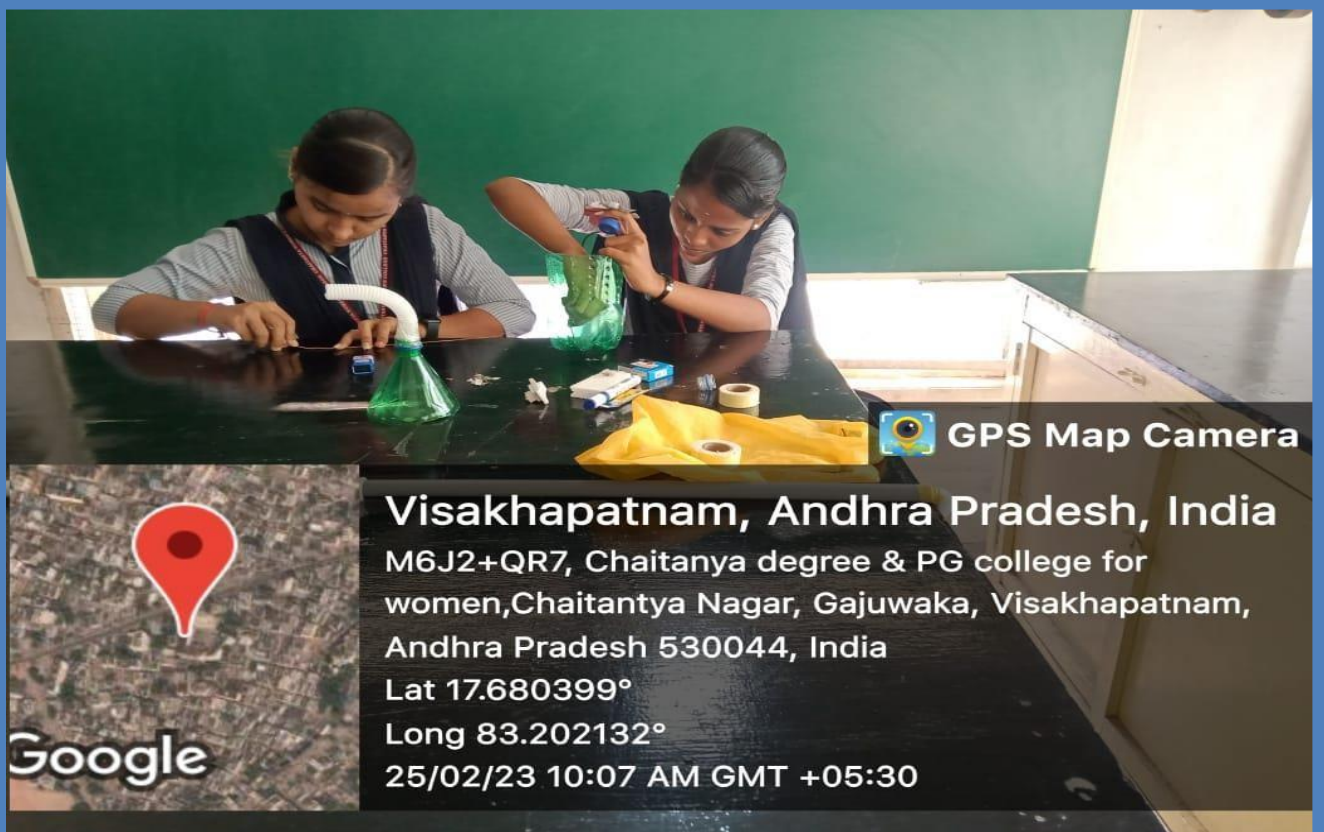 GPS Map Camera
Visakhapatnam, Andhra Pradesh, India
M6J2+QR7, Chaitanya degree & PG college for
women,Chaitantya Nagar, Gajuwaka, Visakhapatnam,
Andhra Pradesh 530044, India
Lat 17.680399°
Long 83.202132°
25/02/23 10:07 AM GMT +05:30
Google